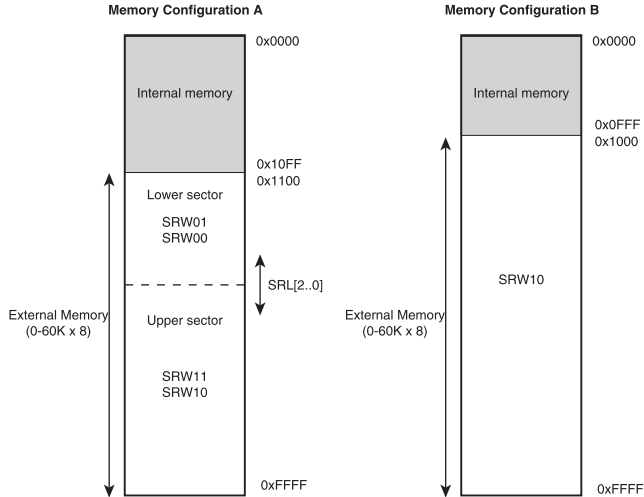 Memory Configuration A
0x0000
Internal memory
0x10FF
0x1100
Lower sector
SRW01
SRW00
SRL[2..0]
External Memory
(0-60K x 8)
Upper sector
SRW11
SRW10
0xFFFF
Memory Configuration B
0x0000
Internal memory
0x0FFF
0x1000
SRW10
External Memory
(0-60K x 8)
0xFFFF